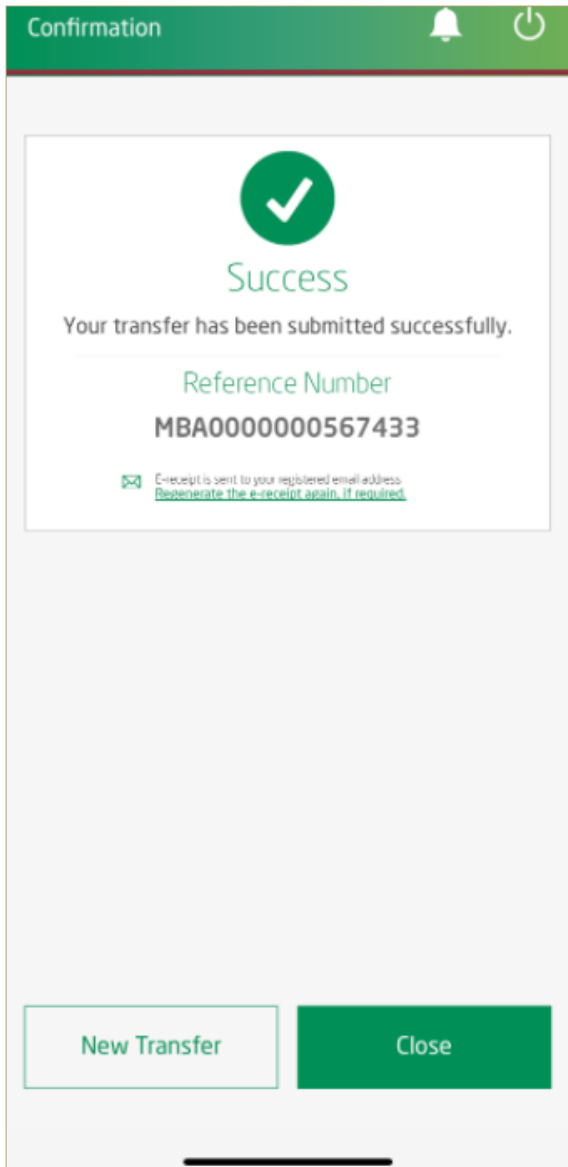 Confirmation
Success
Your transfer has been submitted successfully.
Reference Number
MBA0000000567433
E-receipt is sent to your registered email address
Regenerate the e-receipt again, if required.
New Transfer
Close